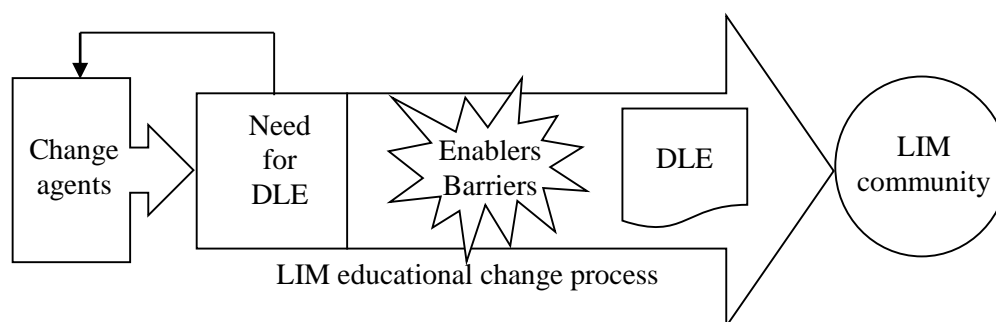 Change
agents
Need
for
DLE
Enablers
Barriers
DLE
LIM
community
LIM educational change process